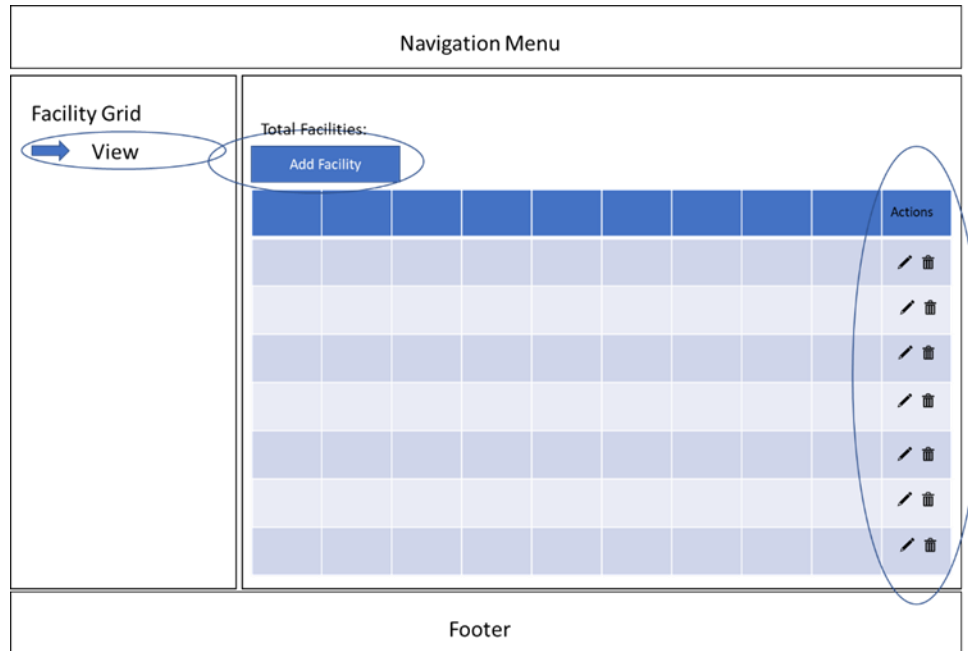 Navigation Menu
Facility Grid
View
Total Facilities:
Add Facility
Actions
Footer